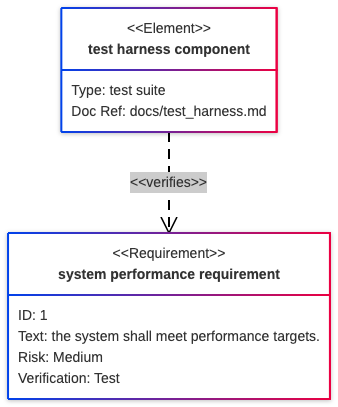 <<Element>>
test harness component
Type: test suite
Doc Ref: docs/test_harness.md
<<verifies>>
<<Requirement>>
system performance requirement
ID: 1
Text: the system shall meet performance targets.
Risk: Medium
Verification: Test